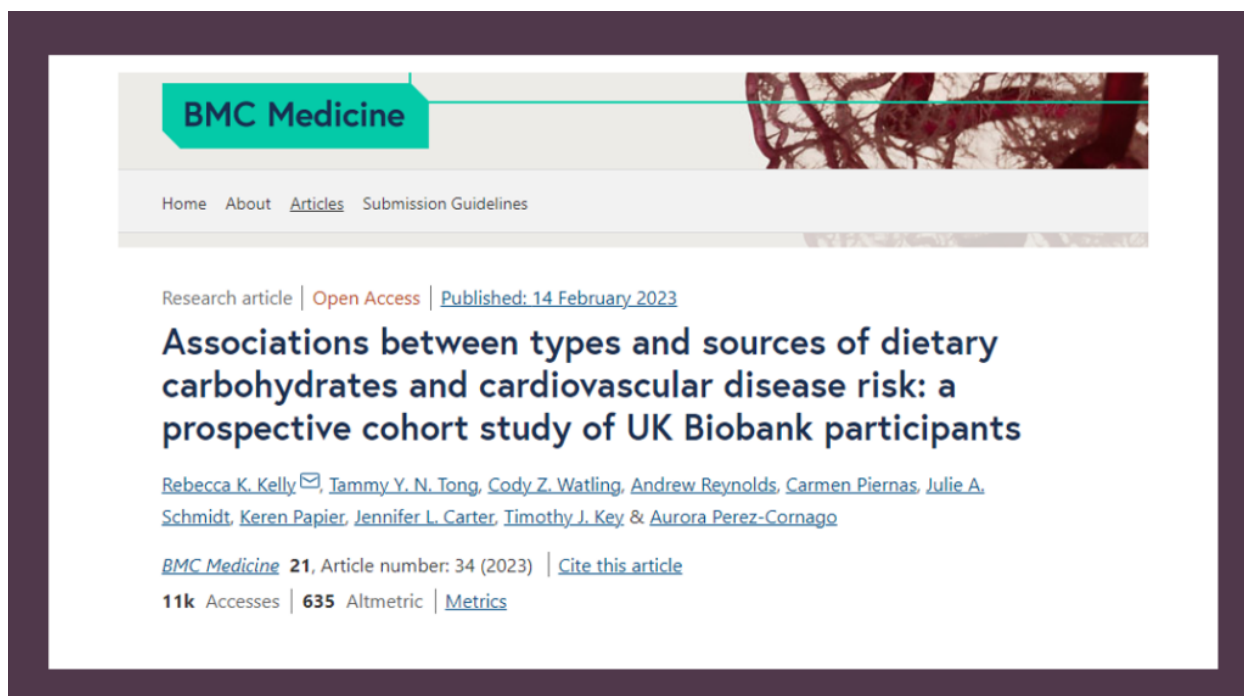 BMC Medicine
Home About Articles Submission Guidelines
Research article | Open Access | Published: 14 February 2023
Associations between types and sources of dietary
carbohydrates and cardiovascular disease risk: a
prospective cohort study of UK Biobank participants
Rebecca K. Kelly, Tammy Y. N. Tong, Cody Z. Watling, Andrew Reynolds, Carmen Piernas, Julie A.
Schmidt, Keren Papier, Jennifer L. Carter, Timothy J. Key & Aurora Perez-Cornago
BMC Medicine 21, Article number: 34 (2023) | Cite this article
11k Accesses | 635 Altmetric | Metrics